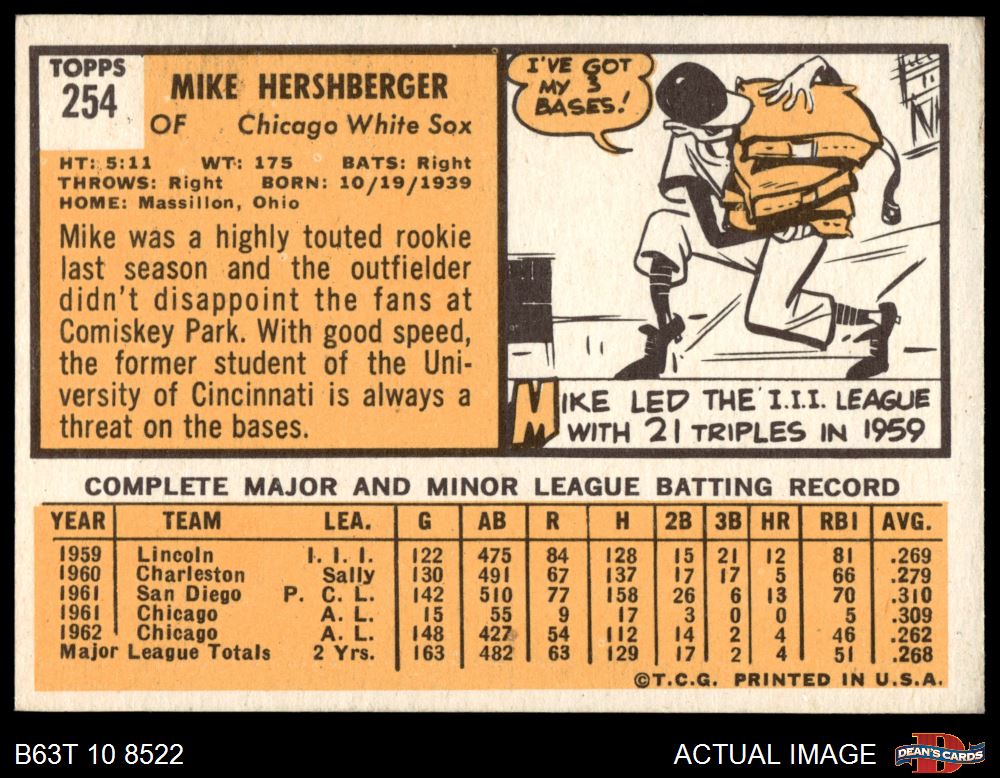 TOPPS
254
MIKE HERSHBERGER
OF Chicago White Sox
HT: 5:11 WT: 175 BATS: Right
THROWS: Right BORN: 10/19/1939
HOME: Massillon, Ohio
Mike was a highly touted rookie
last season and the outfielder
didn't disappoint the fans at
Comiskey Park. With good speed,
the former student of the Uni-
versity of Cincinnati is always a
threat on the bases.
I'VE GOT
MY 3
BASES!
MIKE LED THE I.I.I. LEAGUE
WITH 21 TRIPLES IN 1959
COMPLETE MAJOR AND MINOR LEAGUE BATTING RECORD
YEAR TEAM LEA. G AB R H 2B 3B HR RBI AVG.
1959 Lincoln I. I. I. 122 475 84 128 15 21 12 81 .269
1960 Charleston Sally 130 491 67 137 17 17 5 66 .279
1961 San Diego P. C. L. 142 510 77 158 26 6 13 70 .310
1961 Chicago A. L. 15 55 9 17 3 0 0 5 .309
1962 Chicago A. L. 148 427 54 112 14 2 4 46 .262
Major League Totals 2 Yrs. 163 482 63 129 17 2 4 51 .268
©T.C.G. PRINTED IN U.S.A.
B63T 10 8522
ACTUAL IMAGE
D
DEAN'S CARDS